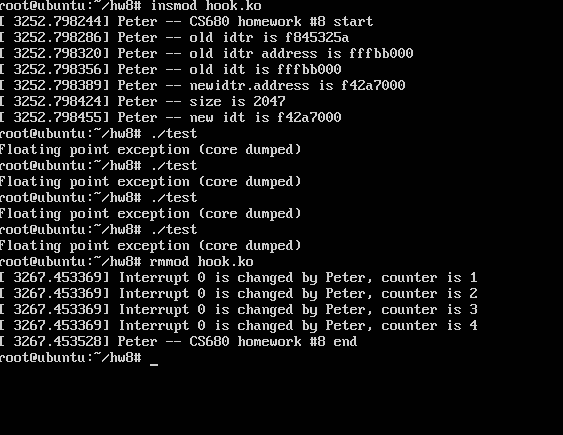 root@ubuntu:~/hw8# insmod hook.ko
[ 3252.798244] Peter -- CS680 homework #8 start
[ 3252.798286] Peter -- old idtr is f845325a
[ 3252.798320] Peter -- old idtr address is fffbb000
[ 3252.798356] Peter -- old idt is fffbb000
[ 3252.798389] Peter -- newidtr.address is f42a7000
[ 3252.798424] Peter -- size is 2047
[ 3252.798455] Peter -- new idt is f42a7000
root@ubuntu:~/hw8# ./test
Floating point exception (core dumped)
root@ubuntu:~/hw8# ./test
Floating point exception (core dumped)
root@ubuntu:~/hw8# ./test
Floating point exception (core dumped)
root@ubuntu:~/hw8# ./test
Floating point exception (core dumped)
root@ubuntu:~/hw8# rmmod hook.ko
[ 3267.453369] Interrupt 0 is changed by Peter, counter is 1
[ 3267.453369] Interrupt 0 is changed by Peter, counter is 2
[ 3267.453369] Interrupt 0 is changed by Peter, counter is 3
[ 3267.453369] Interrupt 0 is changed by Peter, counter is 4
[ 3267.453528] Peter -- CS680 homework #8 end
root@ubuntu:~/hw8# _